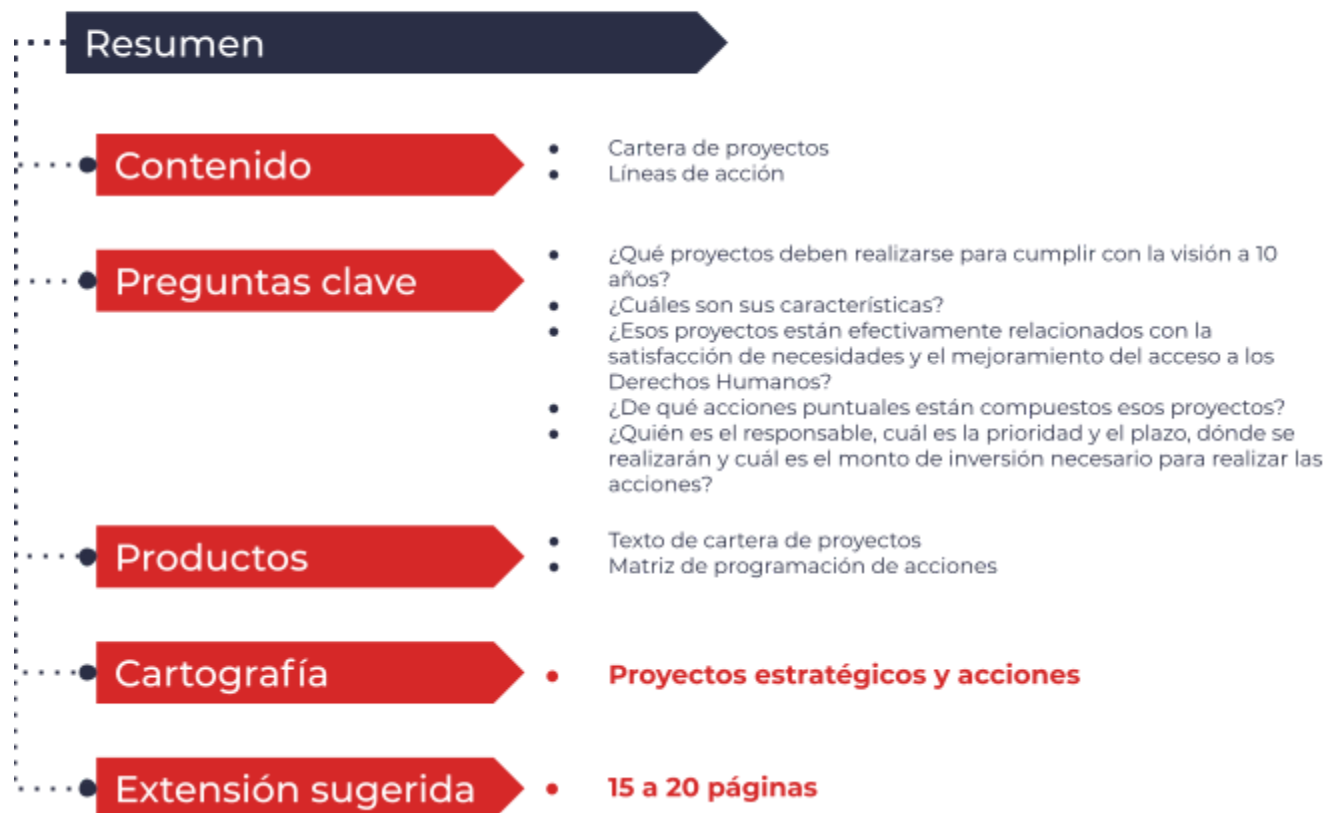 Resumen
Contenido
• Cartera de proyectos
• Líneas de acción
Preguntas clave
• ¿Qué proyectos deben realizarse para cumplir con la visión a 10
años?
• ¿Cuáles son sus características?
• ¿Esos proyectos están efectivamente relacionados con la
satisfacción de necesidades y el mejoramiento del acceso a los
Derechos Humanos?
• ¿De qué acciones puntuales están compuestos esos proyectos?
• ¿Quién es el responsable, cuál es la prioridad y el plazo, dónde se
realizarán y cuál es el monto de inversión necesario para realizar las
acciones?
Productos
• Texto de cartera de proyectos
• Matriz de programación de acciones
Cartografía
• Proyectos estratégicos y acciones
Extensión sugerida
• 15 a 20 páginas